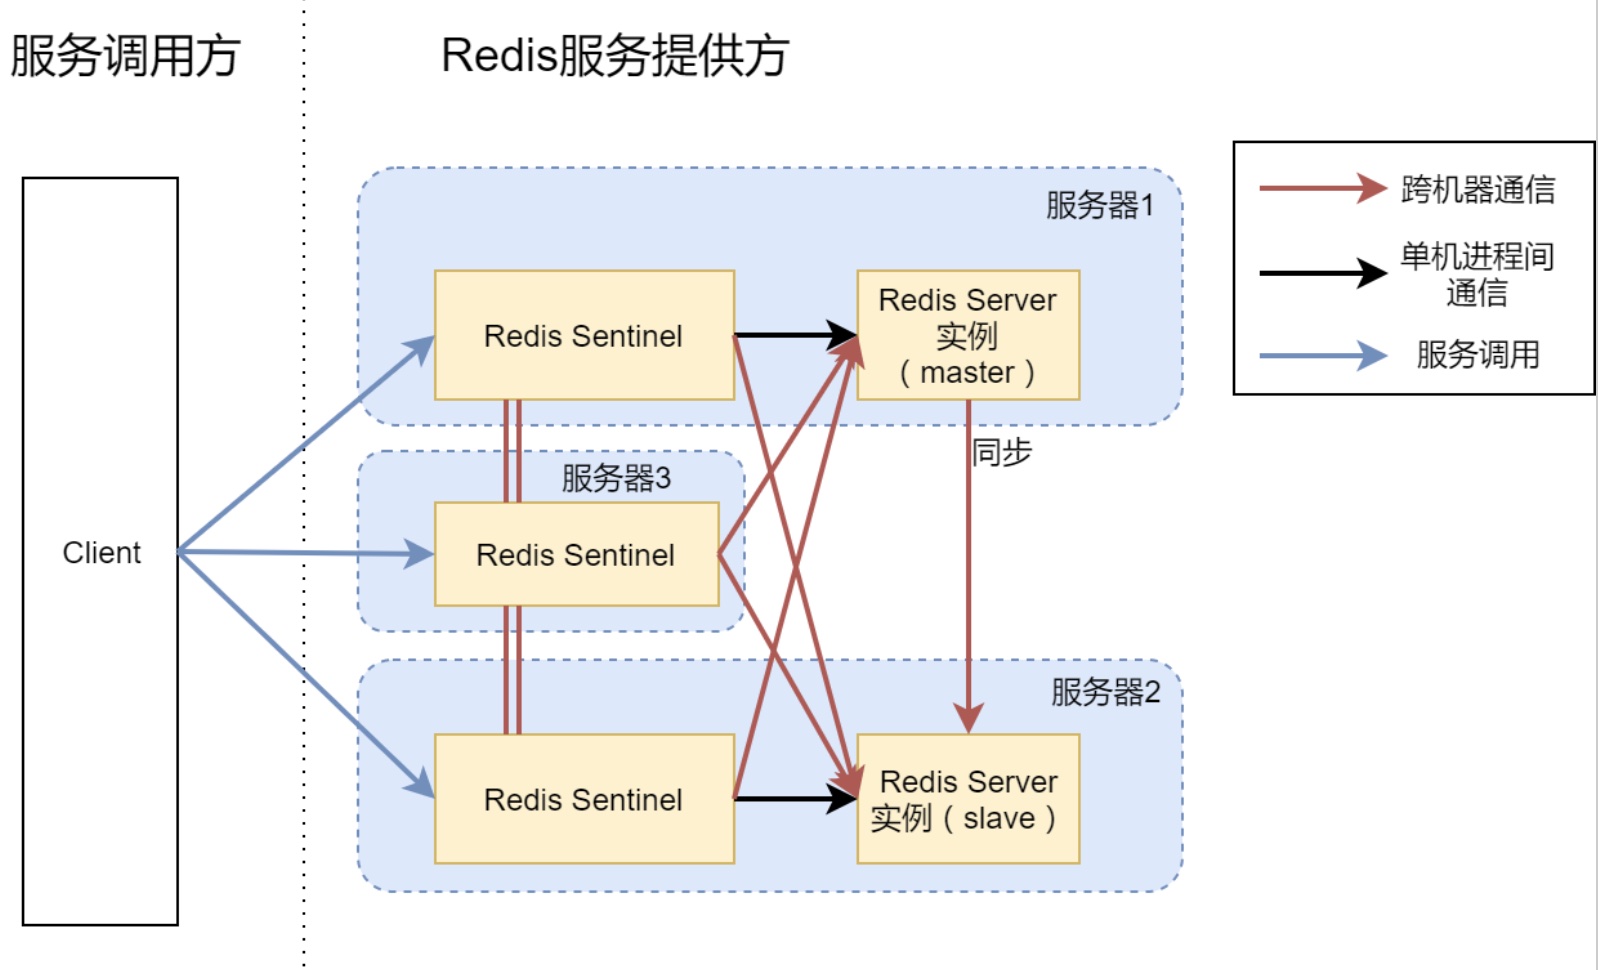 服务调用方
Redis服务提供方
服务器1
Redis Sentinel
Redis Server
实例
（master）
同步
服务器3
Redis Sentinel
Client
服务器2
Redis Sentinel
Redis Server
实例（slave）
跨机器通信
单机进程间
通信
服务调用